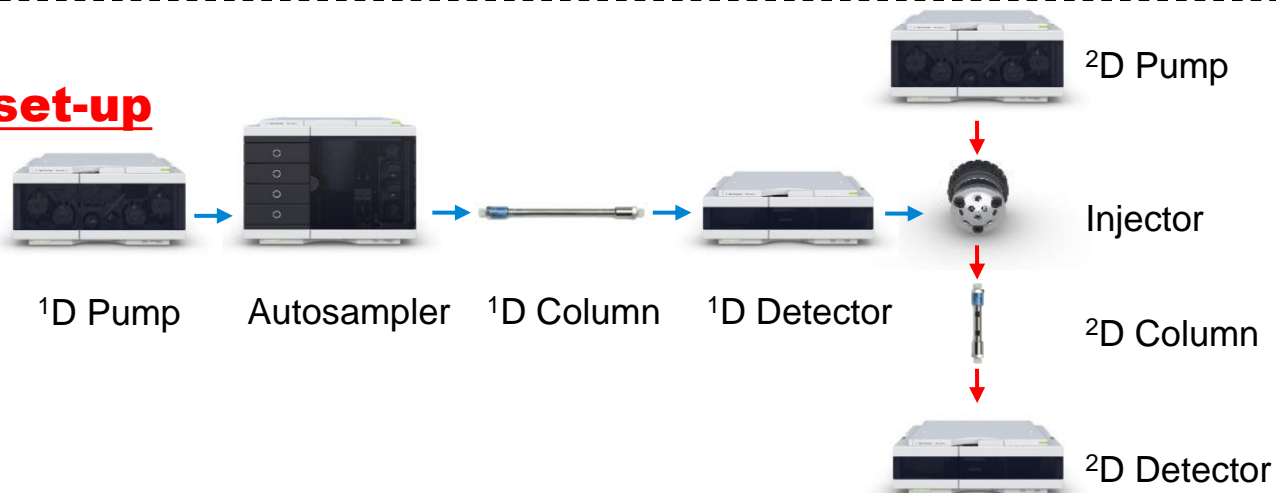 set-up
²D Pump
Injector
¹D Pump
Autosampler
¹D Column
¹D Detector
²D Column
²D Detector